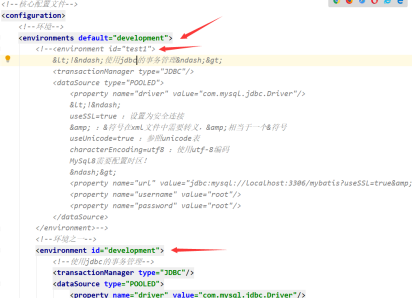 <!--核心配置文件-->
<configuration>
<!--环境-->
<environments default="development">
<!--<environment id="test1">
&lt;!&ndash;使用jdbc的事务管理&ndash;&gt;
<transactionManager type="JDBC"/>
<dataSource type="POOLED">
<property name="driver" value="com.mysql.jdbc.Driver"/>
&lt;!&ndash;
useSSL=true : 设置为安全连接
&amp; : &符号在xml文件中需要转义, &amp;相当于一个&符号
useUnicode=true : 参照unicode表
characterEncoding=utf8 : 使用utf-8编码
MySql8需要配置时区!
&ndash;&gt;
<property name="url" value="jdbc:mysql://localhost:3306/mybatis?useSSL=true&amp;
<property name="username" value="root"/>
<property name="password" value="root"/>
</dataSource>
</environment>-->
<!--环境之一-->
<environment id="development">
<!--使用jdbc的事务管理-->
<transactionManager type="JDBC"/>
<dataSource type="POOLED">
<property name="driver" value="com.mysql.jdbc.Driver"/>